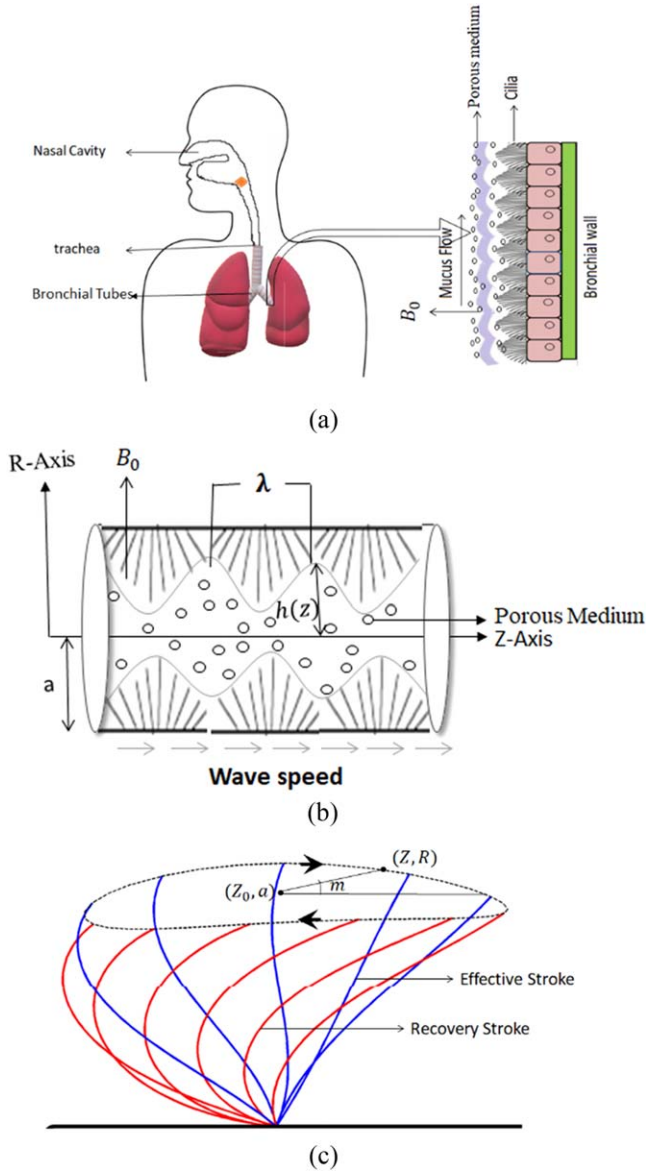 Nasal Cavity
trachea
Bronchial Tubes
Porous medium
Cilia
Mucus Flow
Bronchial wall
B₀
(a)
R-Axis
B₀
λ
h(z)
Porous Medium
Z-Axis
a
Wave speed
(b)
(Z, R)
(Z₀, a)
m
Effective Stroke
Recovery Stroke
(c)